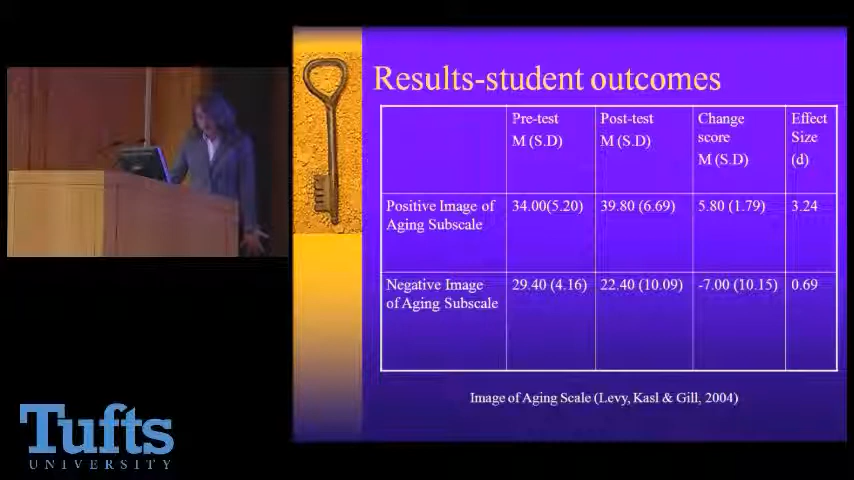 Results-student outcomes
Pre-test
M (S.D)
Post-test
M (S.D)
Change
score
M (S.D)
Effect
Size
(d)
Positive Image of
Aging Subscale
34.00(5.20)
39.80 (6.69)
5.80 (1.79)
3.24
Negative Image
of Aging Subscale
29.40 (4.16)
22.40 (10.09)
-7.00 (10.15)
0.69
Image of Aging Scale (Levy, Kasl & Gill, 2004)
Tufts
UNIVERSITY